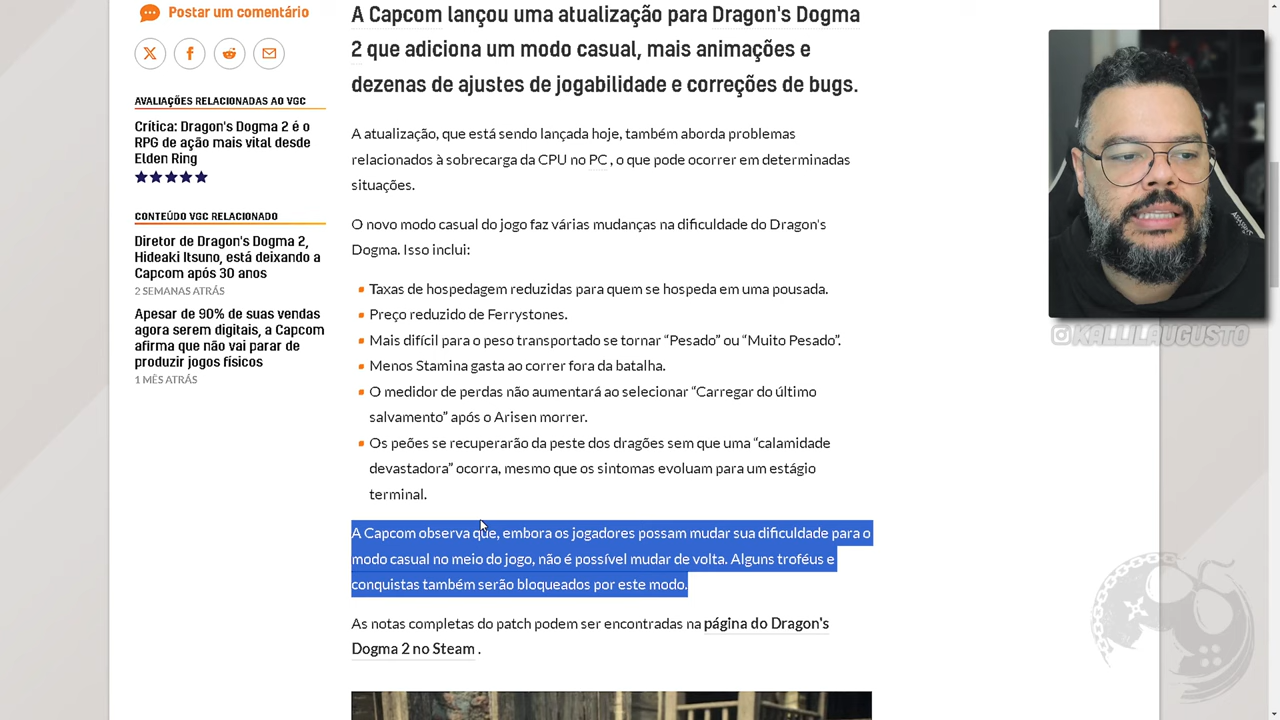 Postar um comentário
AVALIAÇÕES RELACIONADAS AO VGC
Crítica: Dragon's Dogma 2 é o
RPG de ação mais vital desde
Elden Ring
CONTEÚDO VGC RELACIONADO
Diretor de Dragon's Dogma 2,
Hideaki Itsuno, está deixando a
Capcom após 30 anos
2 SEMANAS ATRÁS
Apesar de 90% de suas vendas
agora serem digitais, a Capcom
afirma que não vai parar de
produzir jogos físicos
1 MÊS ATRÁS
A Capcom lançou uma atualização para Dragon's Dogma
2 que adiciona um modo casual, mais animações e
dezenas de ajustes de jogabilidade e correções de bugs.
A atualização, que está sendo lançada hoje, também aborda problemas
relacionados à sobrecarga da CPU no PC , o que pode ocorrer em determinadas
situações.
O novo modo casual do jogo faz várias mudanças na dificuldade do Dragon's
Dogma. Isso inclui:
Taxas de hospedagem reduzidas para quem se hospeda em uma pousada.
Preço reduzido de Ferrystones.
Mais difícil para o peso transportado se tornar “Pesado” ou “Muito Pesado”.
Menos Stamina gasta ao correr fora da batalha.
O medidor de perdas não aumentará ao selecionar “Carregar do último
salvamento” após o Arisen morrer.
Os peões se recuperarão da peste dos dragões sem que uma “calamidade
devastadora” ocorra, mesmo que os sintomas evoluam para um estágio
terminal.
A Capcom observa que, embora os jogadores possam mudar sua dificuldade para o
modo casual no meio do jogo, não é possível mudar de volta. Alguns troféus e
conquistas também serão bloqueados por este modo.
As notas completas do patch podem ser encontradas na página do Dragon's
Dogma 2 no Steam .
@KALLILAUGUSTO